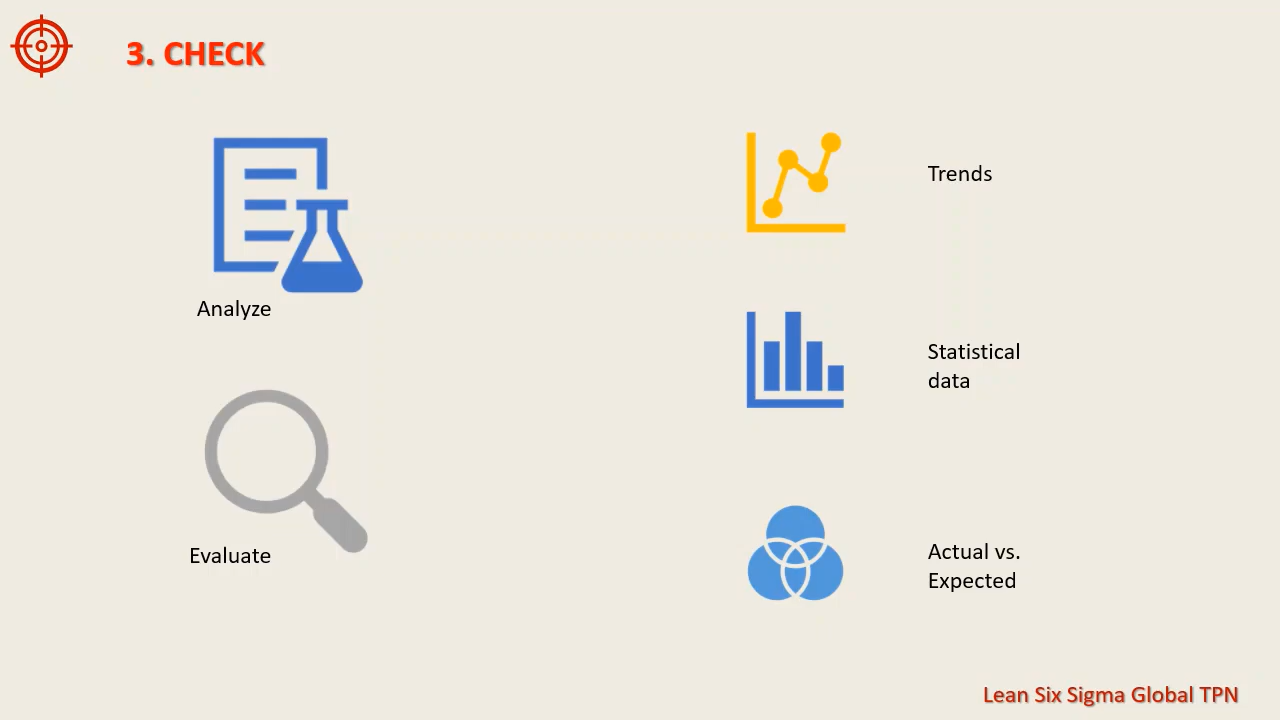 3. CHECK
Analyze
Evaluate
Trends
Statistical
data
Actual vs.
Expected
Lean Six Sigma Global TPN